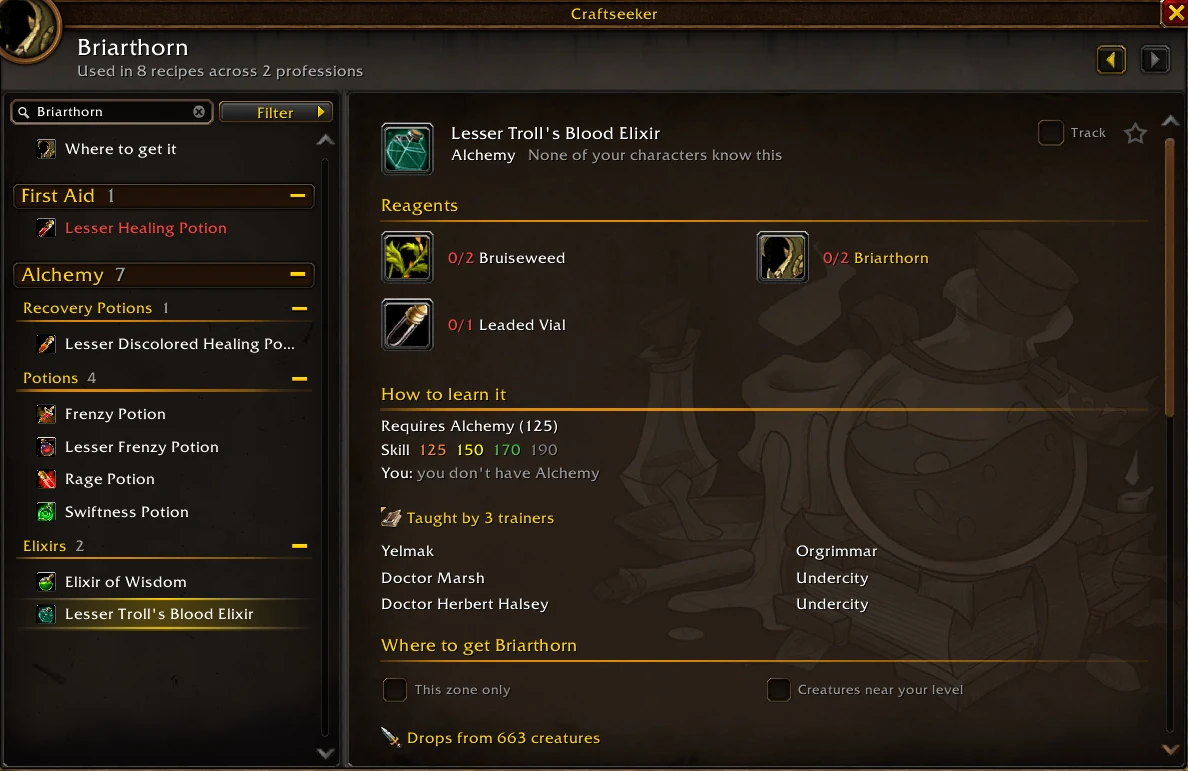 Craftseeker
Briarthorn
Used in 8 recipes across 2 professions
Briarthorn
Filter
Where to get it
First Aid 1
Lesser Healing Potion
Alchemy 7
Recovery Potions 1
Lesser Discolored Healing Po...
Potions 4
Frenzy Potion
Lesser Frenzy Potion
Rage Potion
Swiftness Potion
Elixirs 2
Elixir of Wisdom
Lesser Troll's Blood Elixir
Lesser Troll's Blood Elixir
Alchemy None of your characters know this
Track
Reagents
0/2 Bruiseweed
0/2 Briarthorn
0/1 Leaded Vial
How to learn it
Requires Alchemy (125)
Skill 125 150 170 190
You: you don't have Alchemy
Taught by 3 trainers
Yelmak Orgrimmar
Doctor Marsh Undercity
Doctor Herbert Halsey Undercity
Where to get Briarthorn
This zone only
Creatures near your level
Drops from 663 creatures